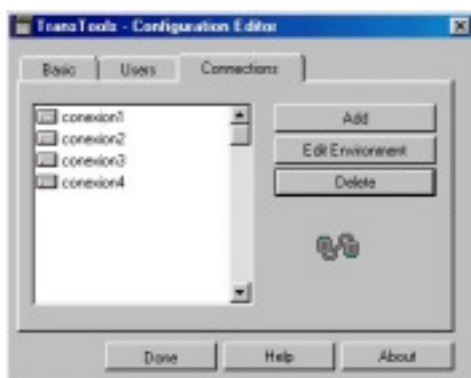 TransTools - Configuration Editor
Basic Users Connections
conexion1
conexion2
conexion3
conexion4
Add
Edit Environment
Delete
Done Help About